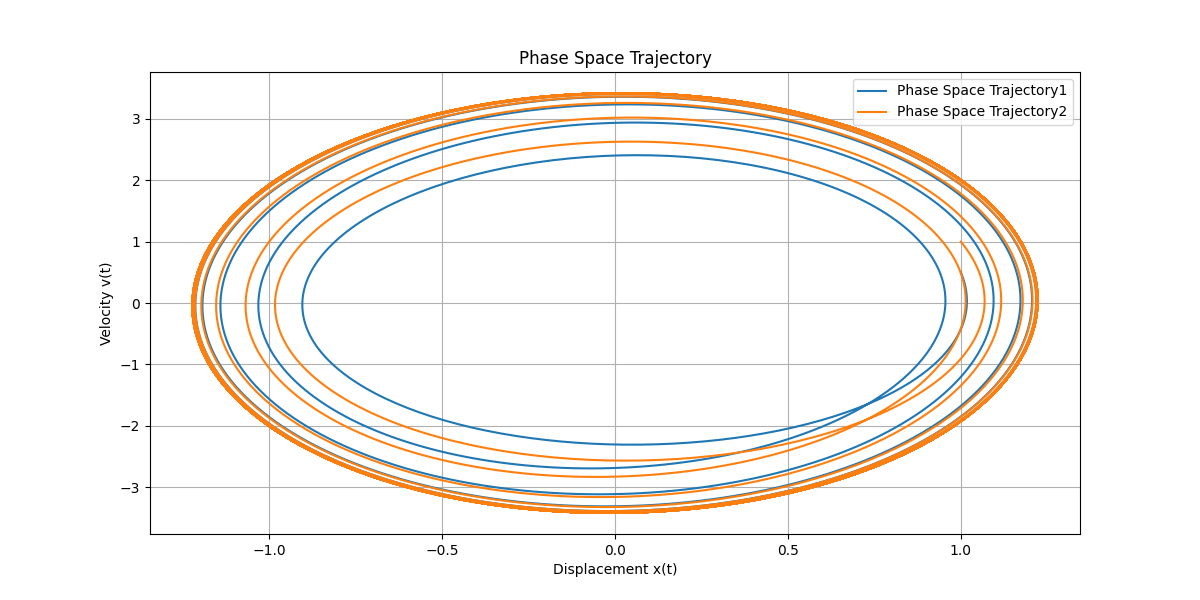 Phase Space Trajectory
Phase Space Trajectory1
Phase Space Trajectory2
3
2
1
0
−1
−2
−3
Velocity v(t)
−1.0
−0.5
0.0
0.5
1.0
Displacement x(t)